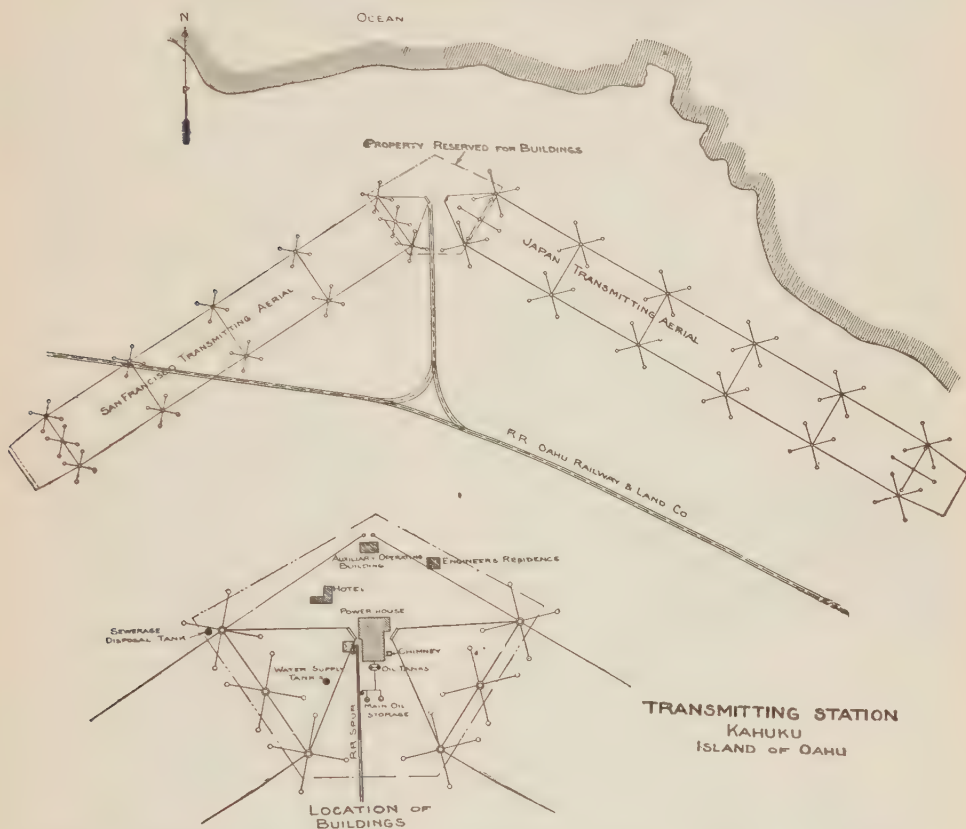 N
OCEAN
PROPERTY RESERVED FOR BUILDINGS
SAN FRANCISCO TRANSMITTING AERIAL
JAPAN TRANSMITTING AERIAL
RR OAHU RAILWAY & LAND CO
AUXILIARY OPERATING
BUILDING
ENGINEERS RESIDENCE
HOTEL
POWER HOUSE
SEWERAGE
DISPOSAL TANK
CHIMNEY
OIL TANKS
WATER SUPPLY
TANK
MAIN OIL
STORAGE
RR SPUR
TRANSMITTING STATION
KAHUKU
ISLAND OF OAHU
LOCATION OF
BUILDINGS